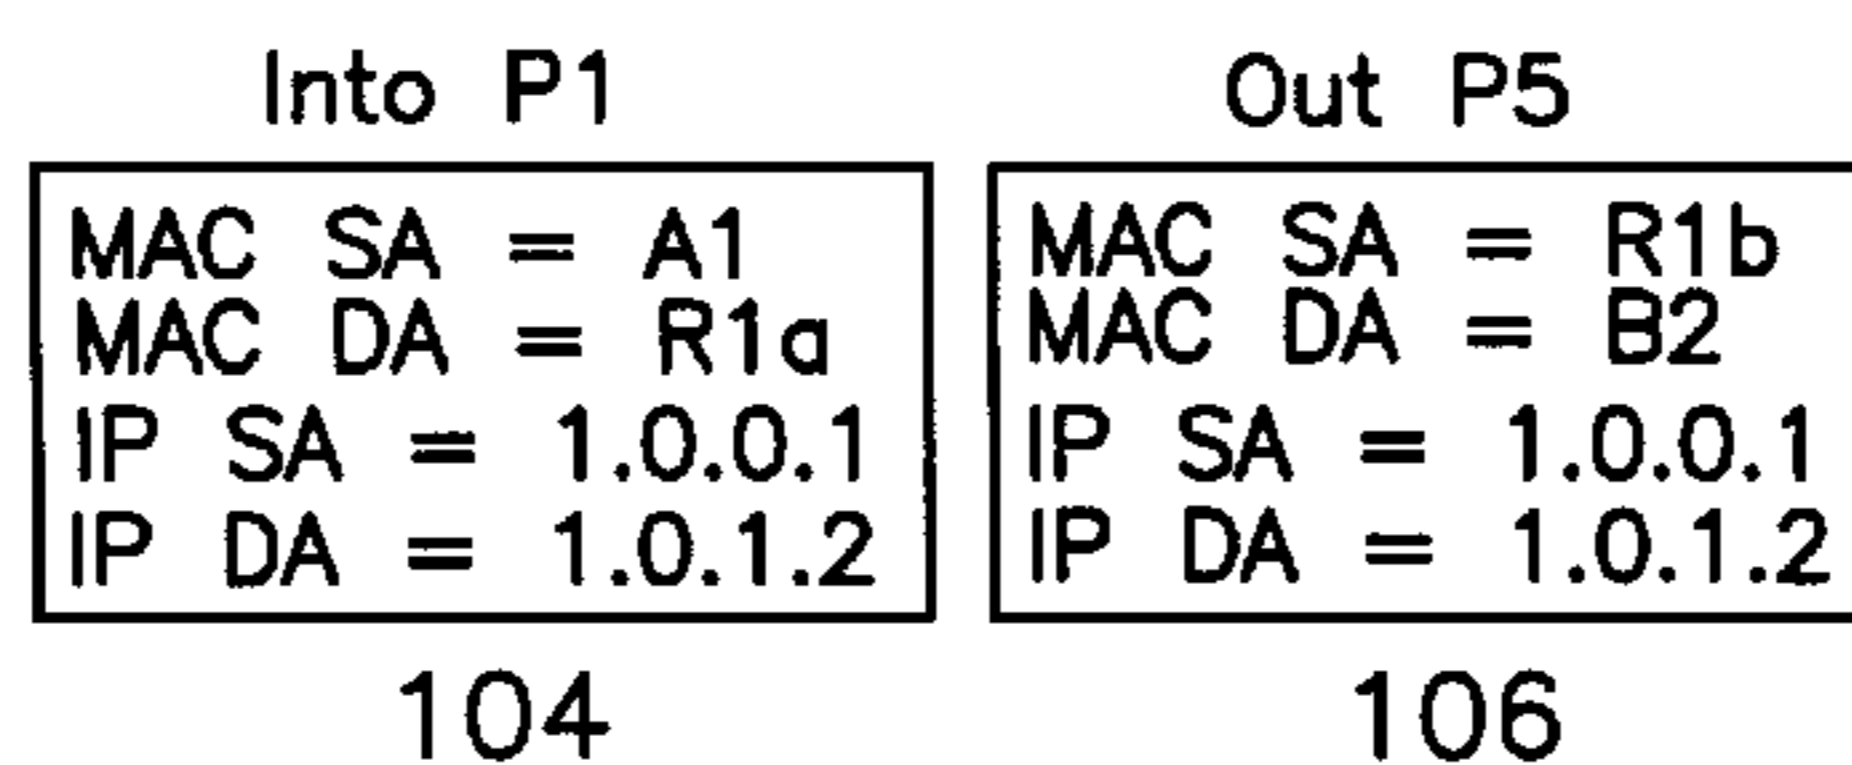 Into P1
MAC SA = A1
MAC DA = R1a
IP SA = 1.0.0.1
IP DA = 1.0.1.2
104
Out P5
MAC SA = R1b
MAC DA = B2
IP SA = 1.0.0.1
IP DA = 1.0.1.2
106